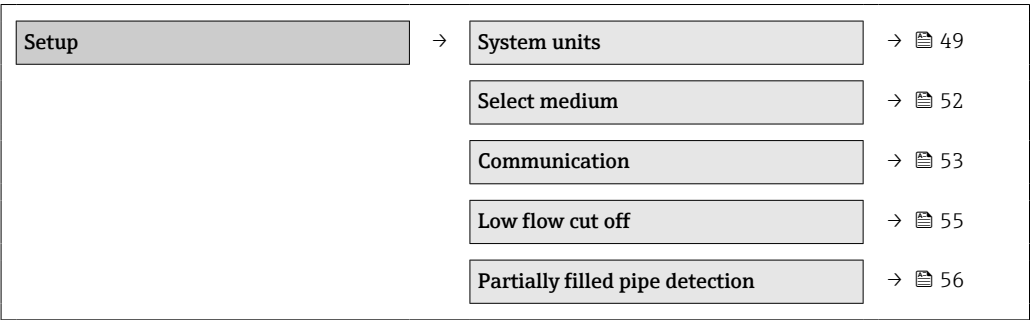 Setup → System units → 49
Select medium → 52
Communication → 53
Low flow cut off → 55
Partially filled pipe detection → 56